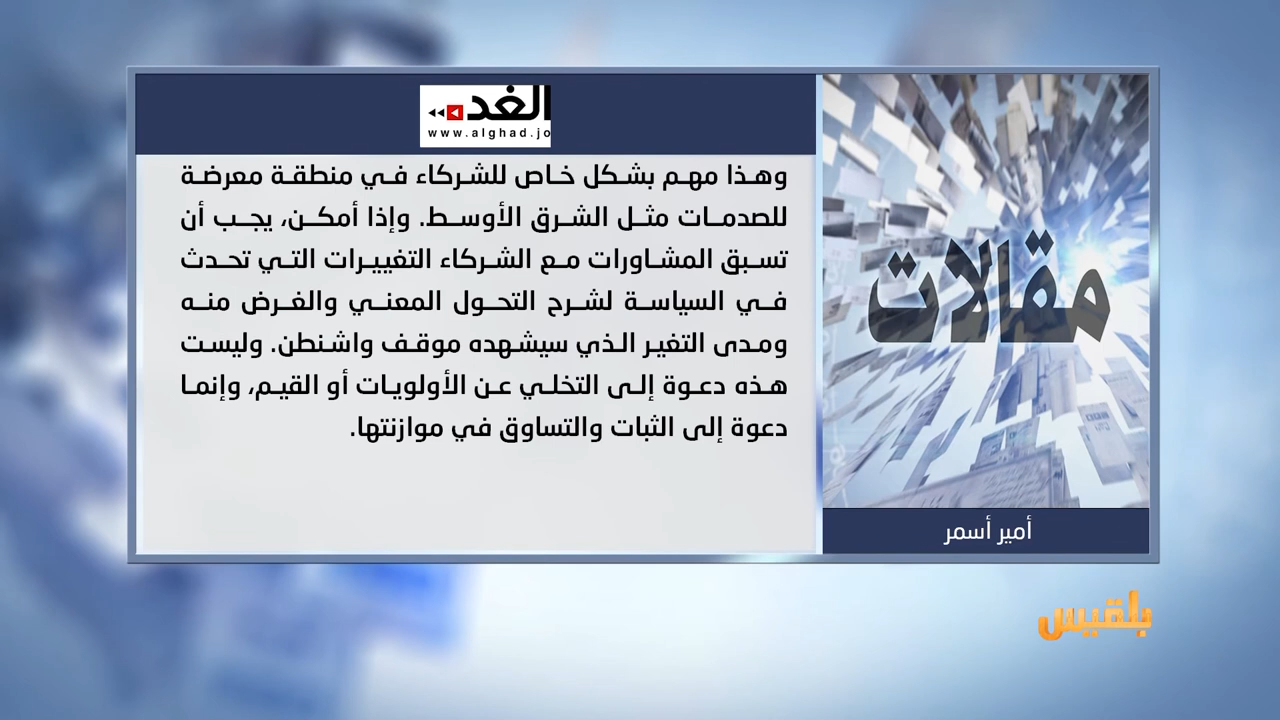 الغد
www.alghad.jo
وهذا مهم بشكل خاص للشركاء في منطقة معرضة
للصدمات مثل الشرق الأوسط. وإذا أمكن، يجب أن
تسبق المشاورات مع الشركاء التغييرات التي تحدث
في السياسة لشرح التحول المعني والغرض منه
ومدى التغير الذي سيشهده موقف واشنطن. وليست
هذه دعوة إلى التخلي عن الأولويات أو القيم، وإنما
دعوة إلى الثبات والتساوق في موازنتها.
مقالات
أمير أسمر
بلقيس